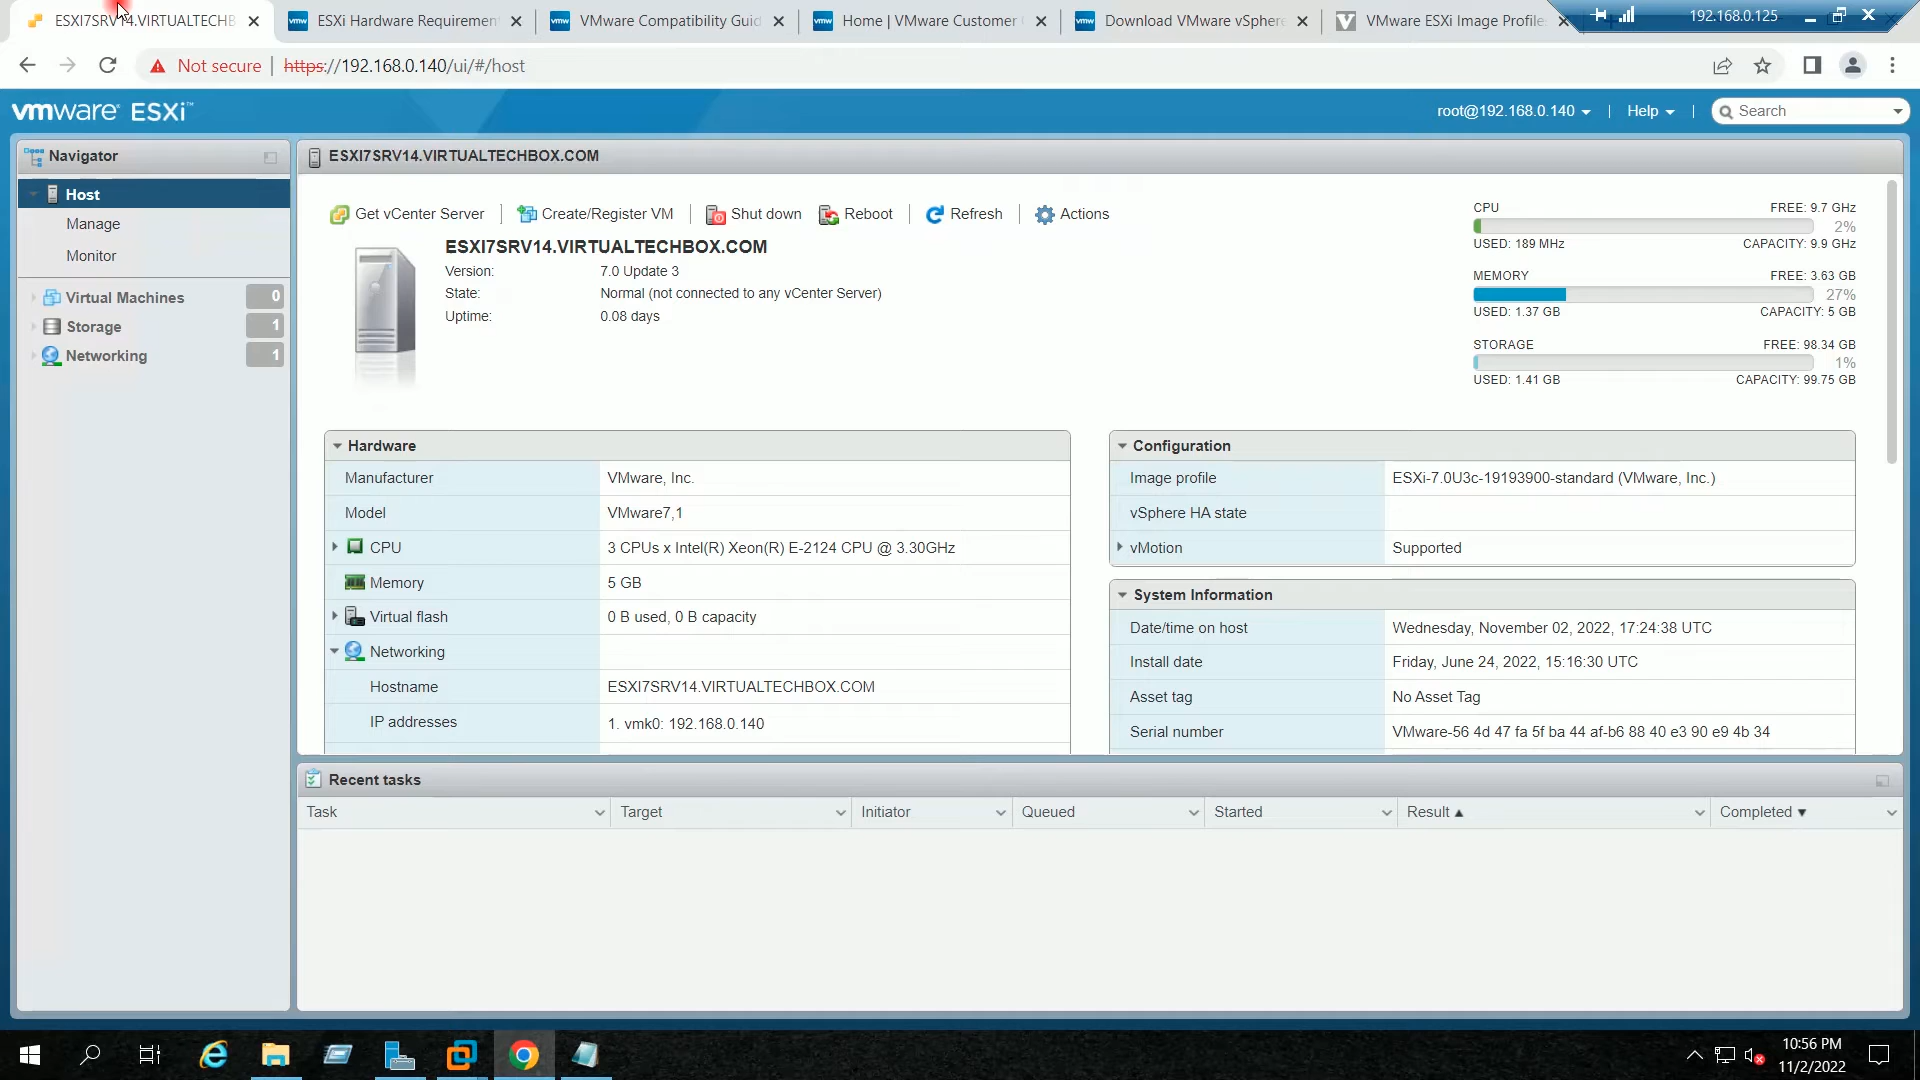 ESXI7SRV14.VIRTUALTECHB
ESXi Hardware Requirement
VMware Compatibility Guid
Home | VMware Customer
Download VMware vSphere
VMware ESXi Image Profile
192.168.0.125
Not secure
https://192.168.0.140/ui/#/host
vmware ESXi™
root@192.168.0.140
Help
Search
Navigator
Host
Manage
Monitor
Virtual Machines 0
Storage 1
Networking 1
ESXI7SRV14.VIRTUALTECHBOX.COM
Get vCenter Server
Create/Register VM
Shut down
Reboot
Refresh
Actions
ESXI7SRV14.VIRTUALTECHBOX.COM
Version: 7.0 Update 3
State: Normal (not connected to any vCenter Server)
Uptime: 0.08 days
CPU FREE: 9.7 GHz
2%
USED: 189 MHz CAPACITY: 9.9 GHz
MEMORY FREE: 3.63 GB
27%
USED: 1.37 GB CAPACITY: 5 GB
STORAGE FREE: 98.34 GB
1%
USED: 1.41 GB CAPACITY: 99.75 GB
Hardware
Manufacturer VMware, Inc.
Model VMware7,1
CPU 3 CPUs x Intel(R) Xeon(R) E-2124 CPU @ 3.30GHz
Memory 5 GB
Virtual flash 0 B used, 0 B capacity
Networking
Hostname ESXI7SRV14.VIRTUALTECHBOX.COM
IP addresses 1. vmk0: 192.168.0.140
Configuration
Image profile ESXi-7.0U3c-19193900-standard (VMware, Inc.)
vSphere HA state
vMotion Supported
System Information
Date/time on host Wednesday, November 02, 2022, 17:24:38 UTC
Install date Friday, June 24, 2022, 15:16:30 UTC
Asset tag No Asset Tag
Serial number VMware-56 4d 47 fa 5f ba 44 af-b6 88 40 e3 90 e9 4b 34
Recent tasks
Task Target Initiator Queued Started Result Completed
10:56 PM
11/2/2022